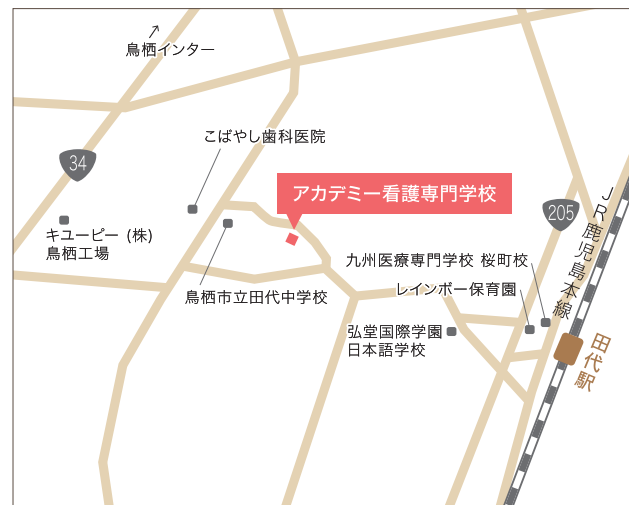 ↗
鳥栖インター
こばやし歯科医院
34
アカデミー看護専門学校
205
JR鹿児島本線
キユーピー (株)
鳥栖工場
九州医療専門学校 桜町校
レインボー保育園
鳥栖市立田代中学校
弘堂国際学園
日本語学校
田代駅